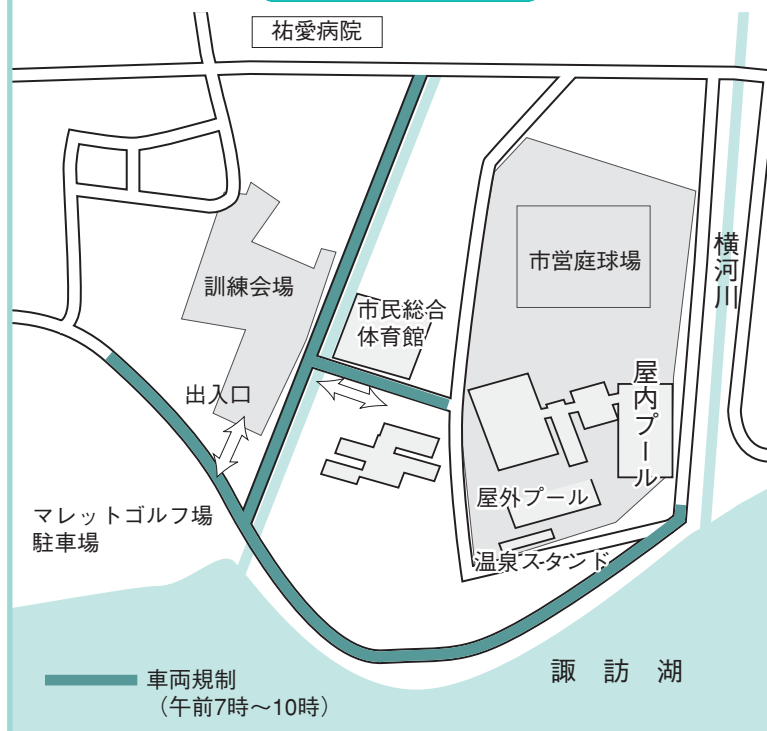 祐愛病院
市営庭球場
横河川
訓練会場
市民総合
体育館
屋内プール
出入口
屋外プール
マレットゴルフ場
駐車場
温泉スタンド
諏訪湖
車両規制
（午前7時～10時）